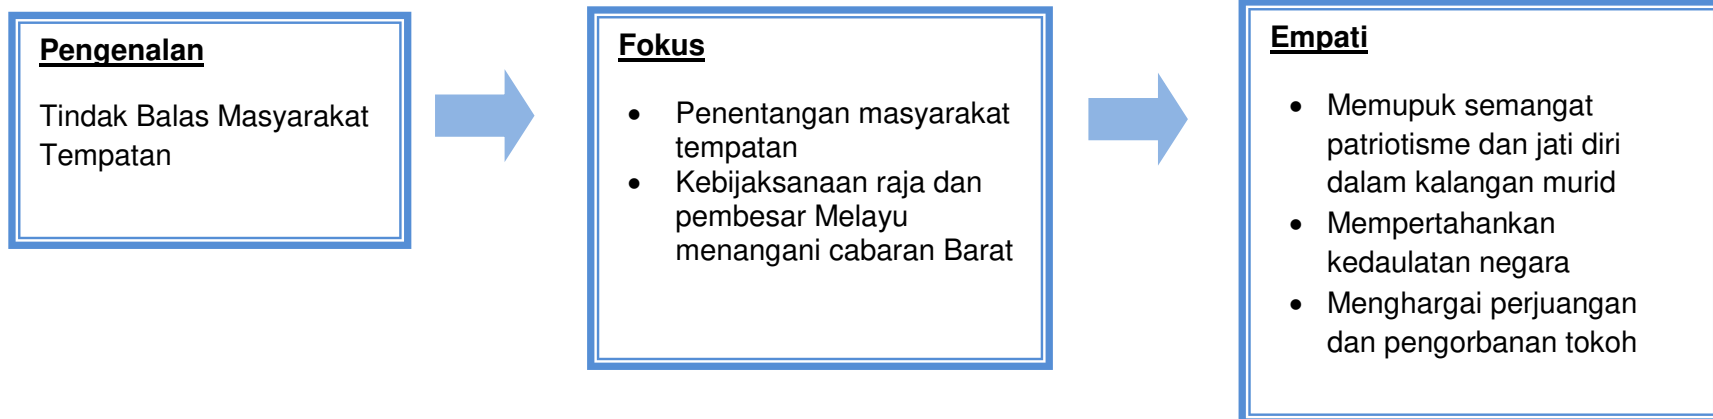 Pengenalan
Tindak Balas Masyarakat
Tempatan
Fokus
• Penentangan masyarakat
tempatan
• Kebijaksanaan raja dan
pembesar Melayu
menangani cabaran Barat
Empati
• Memupuk semangat
patriotisme dan jati diri
dalam kalangan murid
• Mempertahankan
kedaulatan negara
• Menghargai perjuangan
dan pengorbanan tokoh